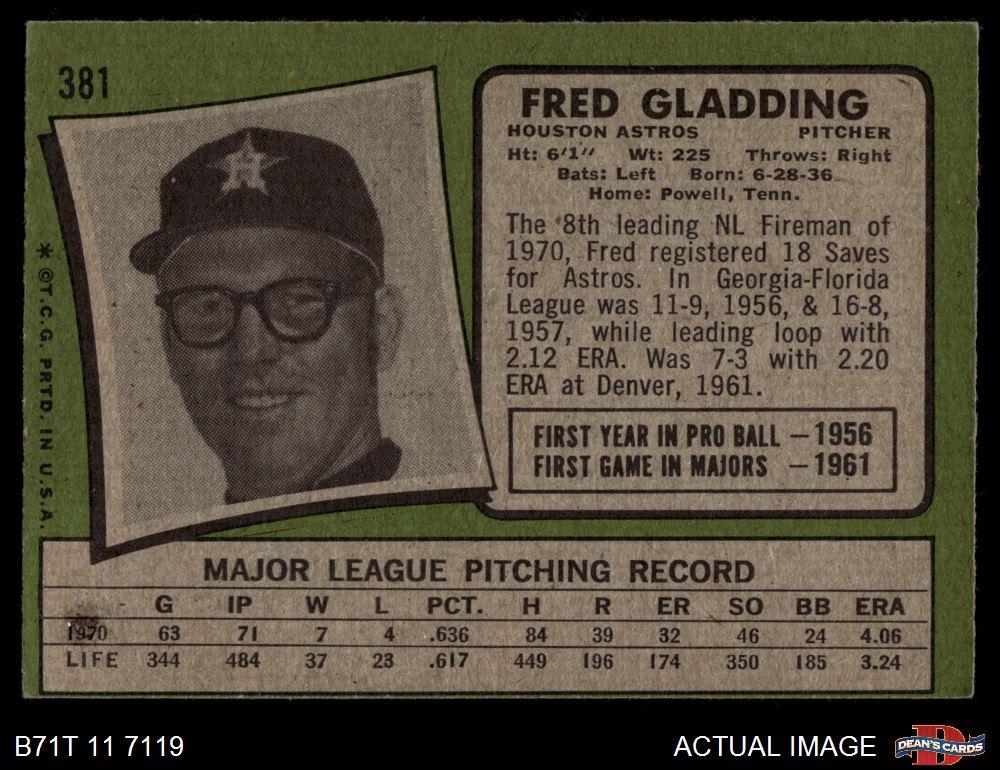 381
FRED GLADDING
HOUSTON ASTROS PITCHER
Ht: 6'1" Wt: 225 Throws: Right
Bats: Left Born: 6-28-36
Home: Powell, Tenn.
The 8th leading NL Fireman of
1970, Fred registered 18 Saves
for Astros. In Georgia-Florida
League was 11-9, 1956, & 16-8,
1957, while leading loop with
2.12 ERA. Was 7-3 with 2.20
ERA at Denver, 1961.
FIRST YEAR IN PRO BALL – 1956
FIRST GAME IN MAJORS – 1961
H
* © T.C.G. PRTD. IN U.S.A.
MAJOR LEAGUE PITCHING RECORD
G IP W L PCT. H R ER SO BB ERA
1970 63 71 7 4 .636 84 39 32 46 24 4.06
LIFE 344 484 37 23 .617 449 196 174 350 185 3.24
B71T 11 7119
ACTUAL IMAGE
D
DEAN'S CARDS